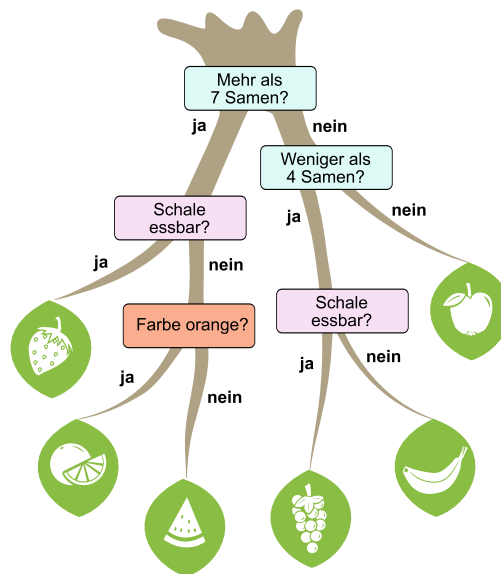 Mehr als
7 Samen?
ja
nein
Weniger als
4 Samen?
ja
nein
Schale
essbar?
ja
nein
Schale
essbar?
ja
nein
Farbe orange?
ja
nein